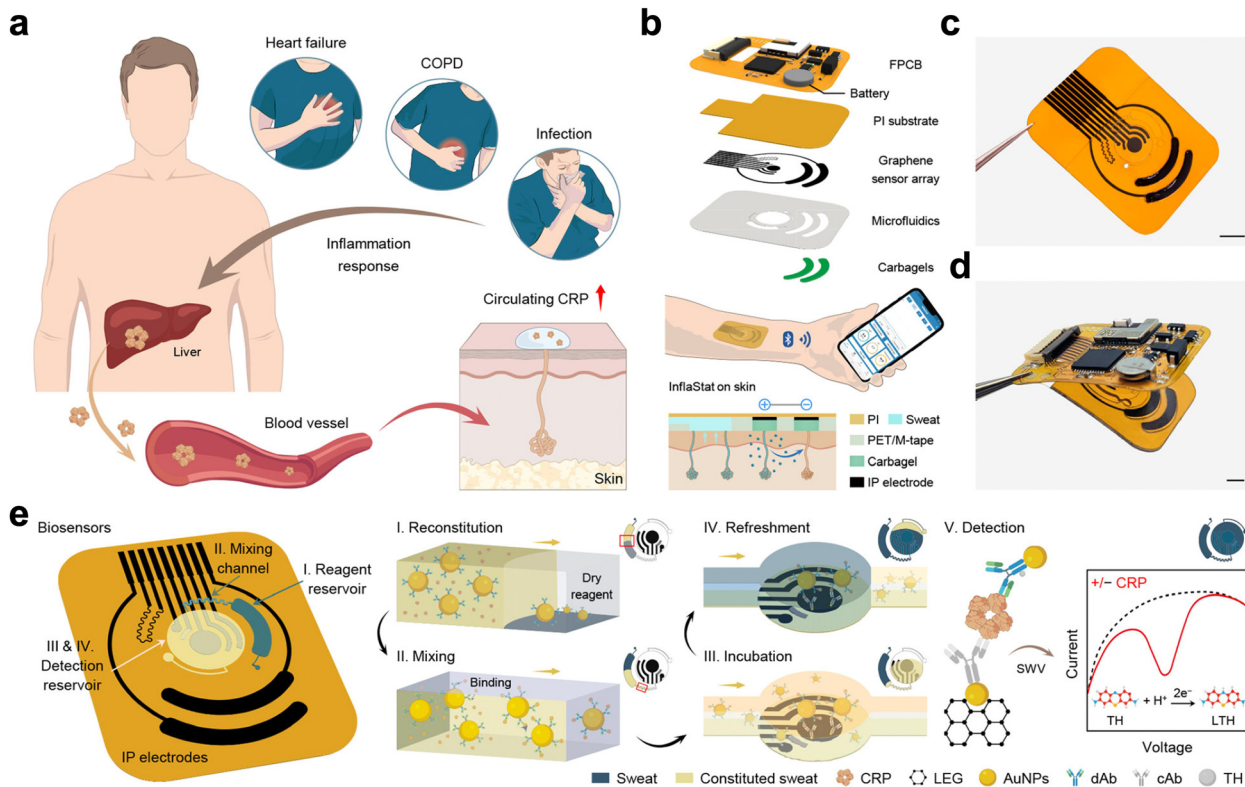 a
Heart failure
COPD
Infection
Inflammation
response
Liver
Circulating CRP
Blood vessel
Skin
b
FPCB
Battery
PI substrate
Graphene
sensor array
Microfluidics
Carbagels
InflaStat on skin
PI
Sweat
PET/M-tape
Carbagel
IP electrode
c
d
e
Biosensors
II. Mixing
channel
I. Reagent
reservoir
III & IV.
Detection
reservoir
IP electrodes
I. Reconstitution
Dry
reagent
II. Mixing
Binding
IV. Refreshment
III. Incubation
V. Detection
SWV
+/− CRP
Current
TH
+ H⁺
2e⁻
LTH
Voltage
Sweat
Constituted sweat
CRP
LEG
AuNPs
dAb
cAb
TH